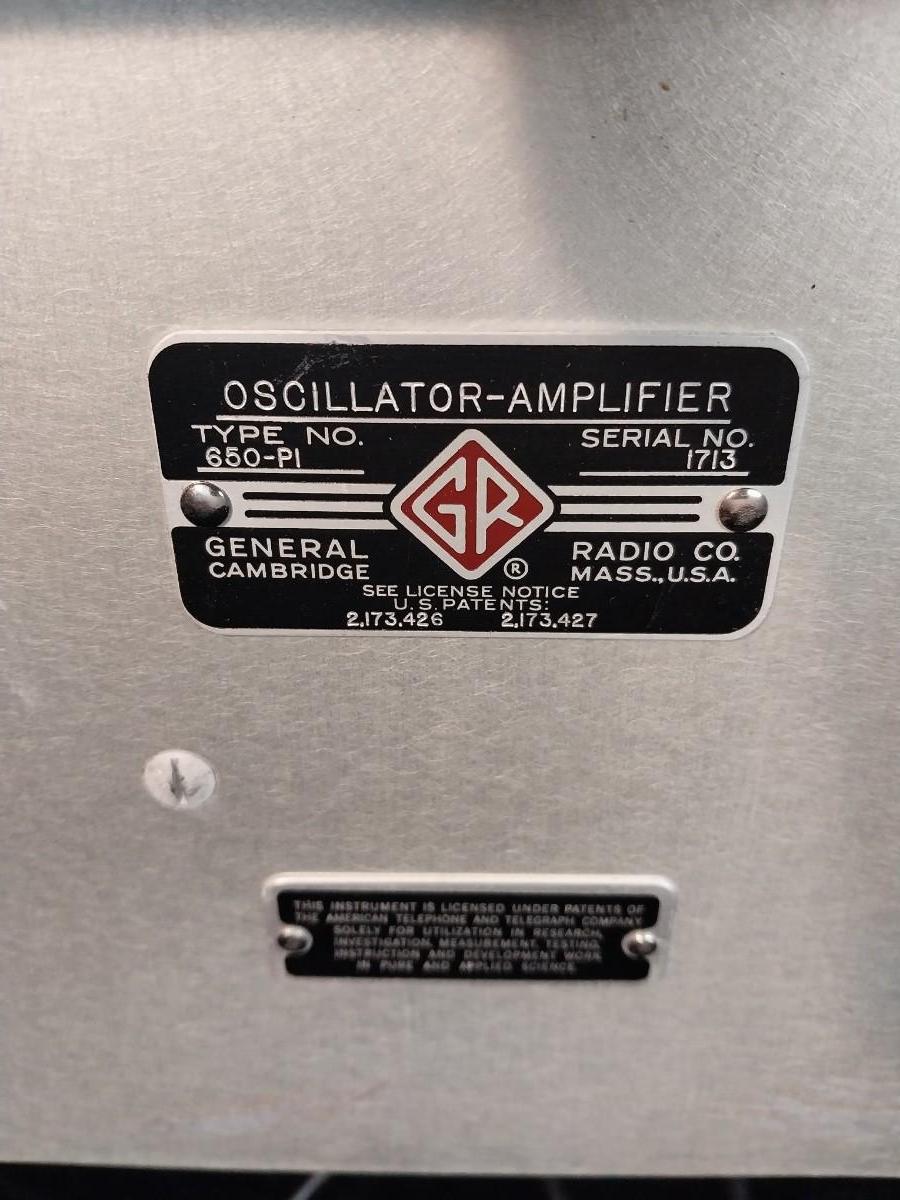 OSCILLATOR-AMPLIFIER
TYPE NO. SERIAL NO.
650-P1 1713
GR
®
GENERAL RADIO CO.
CAMBRIDGE MASS., U.S.A.
SEE LICENSE NOTICE
U.S. PATENTS:
2,173,426 2,173,427
THIS INSTRUMENT IS LICENSED UNDER PATENTS OF
THE AMERICAN TELEPHONE AND TELEGRAPH COMPANY
SOLELY FOR UTILIZATION IN RESEARCH,
INVESTIGATION, MEASUREMENT, TESTING,
INSTRUCTION AND DEVELOPMENT WORK
IN PURE AND APPLIED SCIENCE.